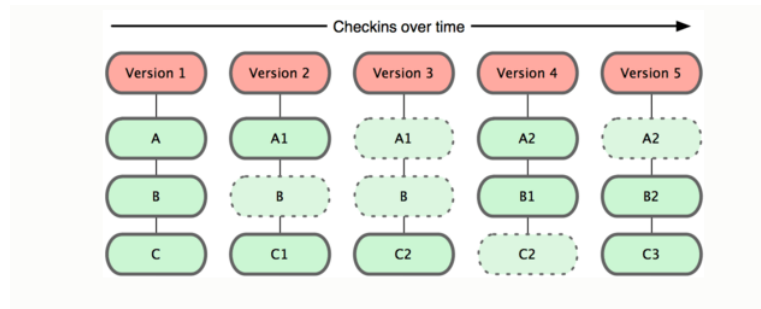 Checkins over time
Version 1 Version 2 Version 3 Version 4 Version 5
A A1 A1 A2 A2
B B B B1 B2
C C1 C2 C2 C3